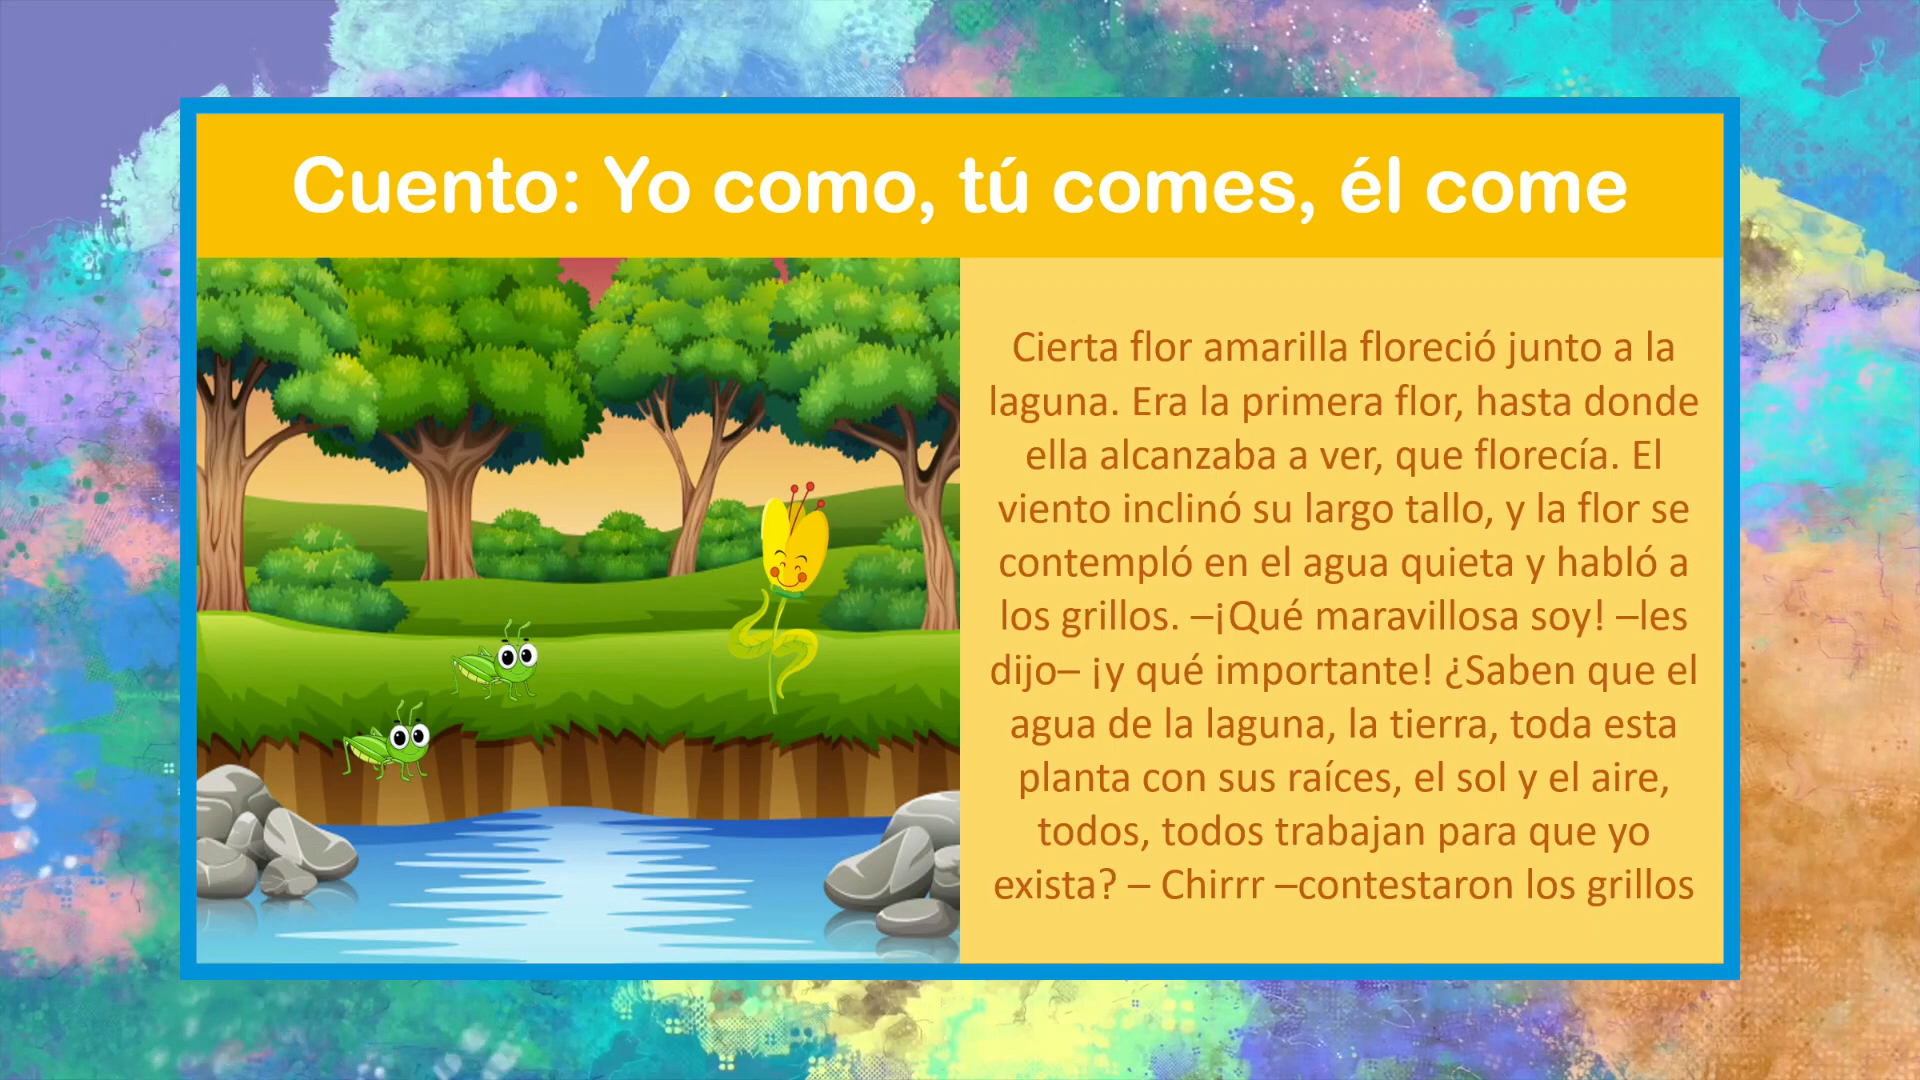 Cuento: Yo como, tú comes, él come
Cierta flor amarilla floreció junto a la
laguna. Era la primera flor, hasta donde
ella alcanzaba a ver, que florecía. El
viento inclinó su largo tallo, y la flor se
contempló en el agua quieta y habló a
los grillos. –¡Qué maravillosa soy! –les
dijo– ¡y qué importante! ¿Saben que el
agua de la laguna, la tierra, toda esta
planta con sus raíces, el sol y el aire,
todos, todos trabajan para que yo
exista? – Chirrr –contestaron los grillos